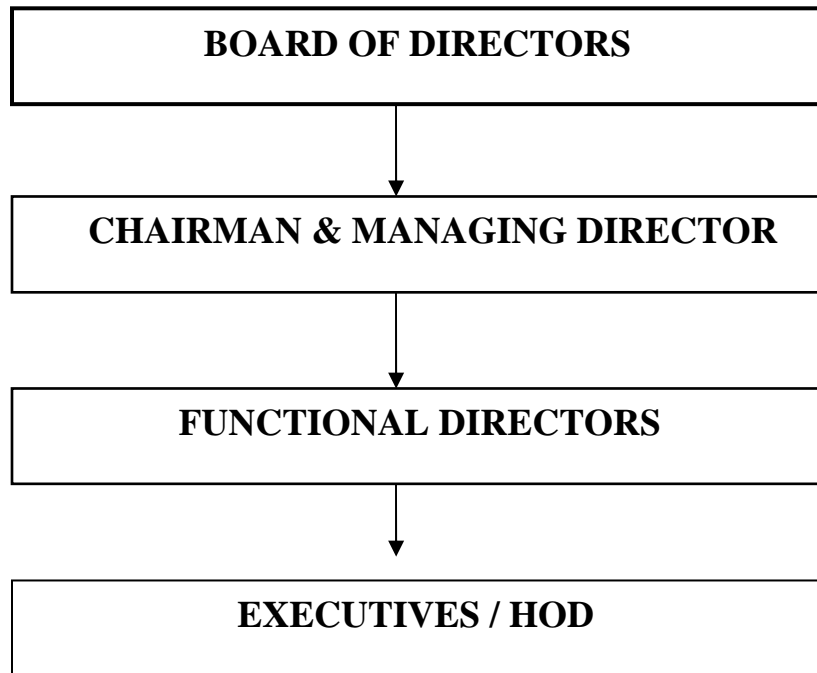 BOARD OF DIRECTORS
CHAIRMAN & MANAGING DIRECTOR
FUNCTIONAL DIRECTORS
EXECUTIVES / HOD